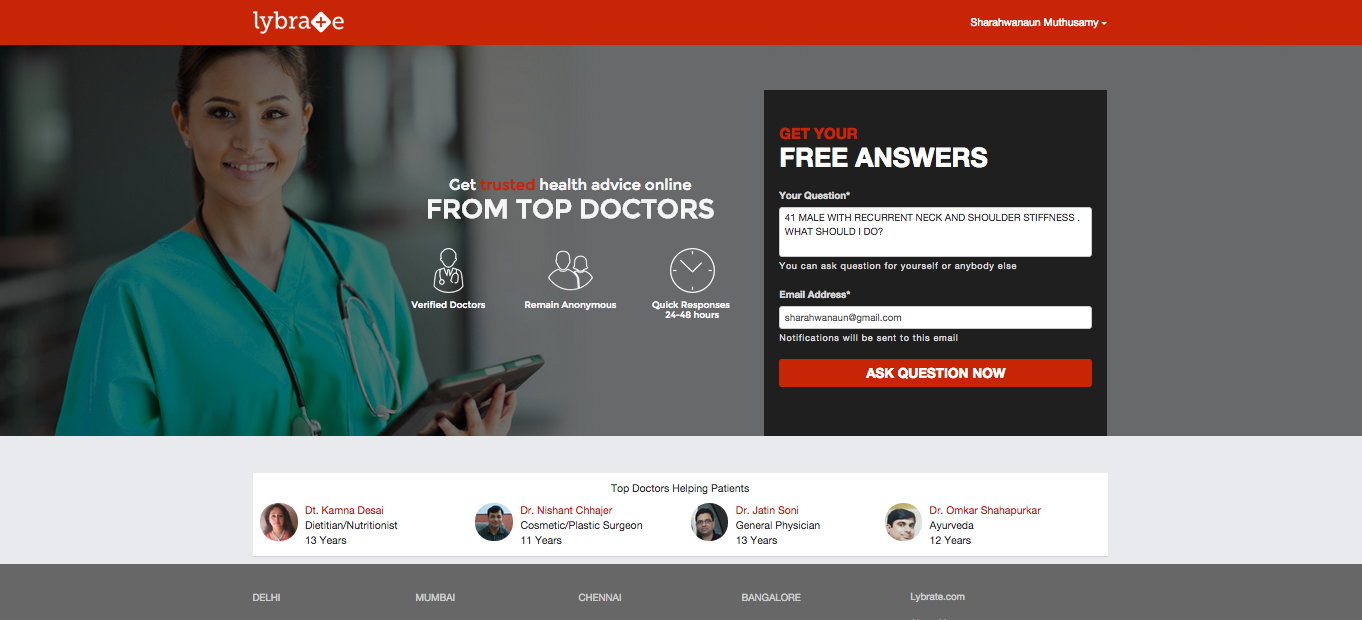 lybrate
Sharahwanaun Muthusamy
Get trusted health advice online
FROM TOP DOCTORS
Verified Doctors
Remain Anonymous
Quick Responses
24-48 hours
GET YOUR
FREE ANSWERS
Your Question*
41 MALE WITH RECURRENT NECK AND SHOULDER STIFFNESS .
WHAT SHOULD I DO?
You can ask question for yourself or anybody else
Email Address*
sharahwanaun@gmail.com
Notifications will be sent to this email
ASK QUESTION NOW
Top Doctors Helping Patients
Dt. Kamna Desai
Dietitian/Nutritionist
13 Years
Dr. Nishant Chhajer
Cosmetic/Plastic Surgeon
11 Years
Dr. Jatin Soni
General Physician
13 Years
Dr. Omkar Shahapurkar
Ayurveda
12 Years
DELHI
MUMBAI
CHENNAI
BANGALORE
Lybrate.com